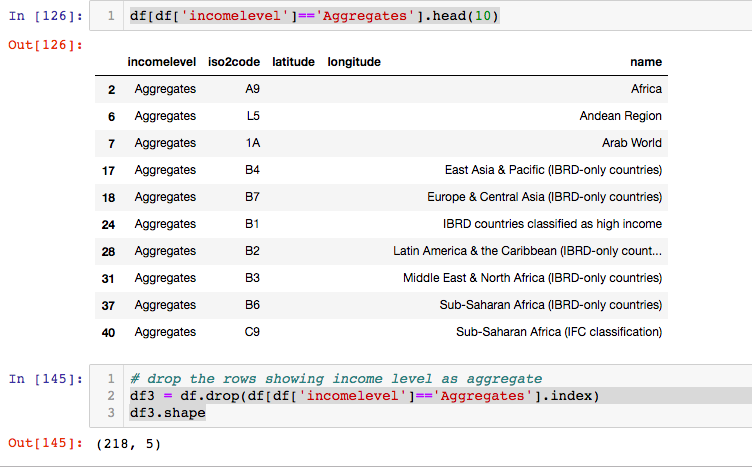 In [126]: 1 df[df['incomelevel']=='Aggregates'].head(10)
Out[126]:
incomelevel iso2code latitude longitude name
2 Aggregates A9 Africa
6 Aggregates L5 Andean Region
7 Aggregates 1A Arab World
17 Aggregates B4 East Asia & Pacific (IBRD-only countries)
18 Aggregates B7 Europe & Central Asia (IBRD-only countries)
24 Aggregates B1 IBRD countries classified as high income
28 Aggregates B2 Latin America & the Caribbean (IBRD-only count...
31 Aggregates B3 Middle East & North Africa (IBRD-only countries)
37 Aggregates B6 Sub-Saharan Africa (IBRD-only countries)
40 Aggregates C9 Sub-Saharan Africa (IFC classification)
In [145]: 1 # drop the rows showing income level as aggregate
2 df3 = df.drop(df[df['incomelevel']=='Aggregates'].index)
3 df3.shape
Out[145]: (218, 5)